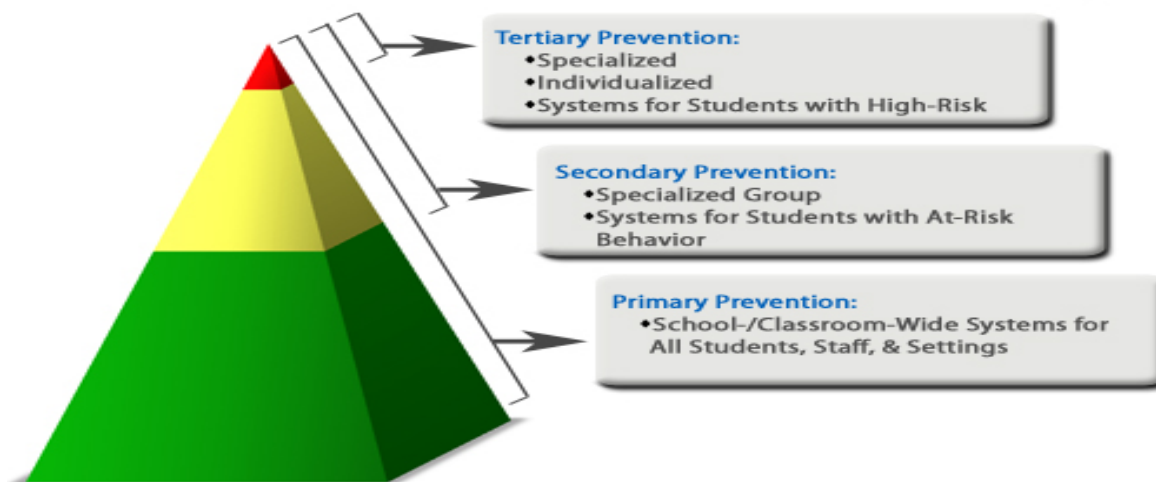 Tertiary Prevention:
◆Specialized
◆Individualized
◆Systems for Students with High-Risk
Secondary Prevention:
◆Specialized Group
◆Systems for Students with At-Risk
Behavior
Primary Prevention:
◆School-/Classroom-Wide Systems for
All Students, Staff, & Settings